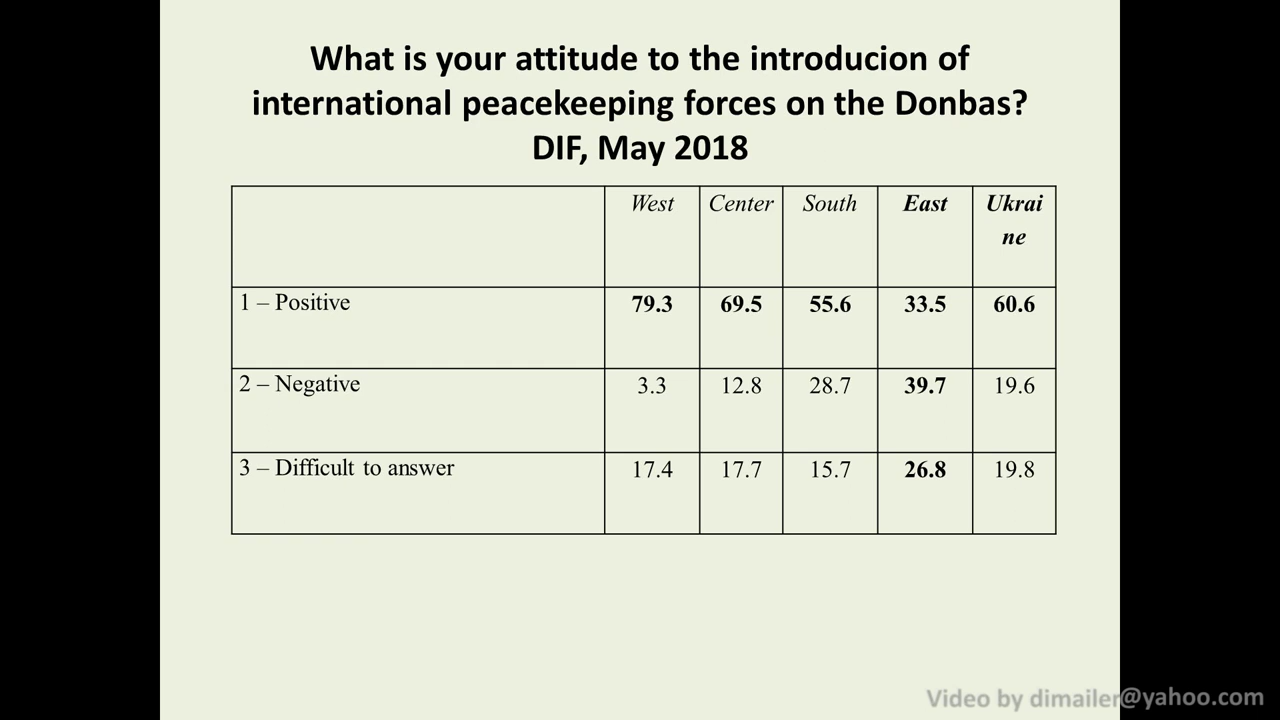 What is your attitude to the introducion of
international peacekeeping forces on the Donbas?
DIF, May 2018
West Center South East Ukrai
ne
1 – Positive 79.3 69.5 55.6 33.5 60.6
2 – Negative 3.3 12.8 28.7 39.7 19.6
3 – Difficult to answer 17.4 17.7 15.7 26.8 19.8
Video by dimailer@yahoo.com